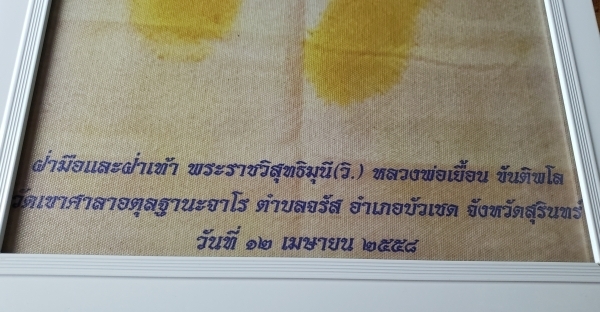 ฝ่ามือและฝ่าเท้า พระราชวิสุทธิมุนี(วิ.) หลวงพ่อเยื้อน ขันติพโล
วัดเขาศาลาอตุลฐานะจาโร ตำบลจรัส อำเภอบัวเชด จังหวัดสุรินทร์
วันที่ ๑๒ เมษายน ๒๕๕๘